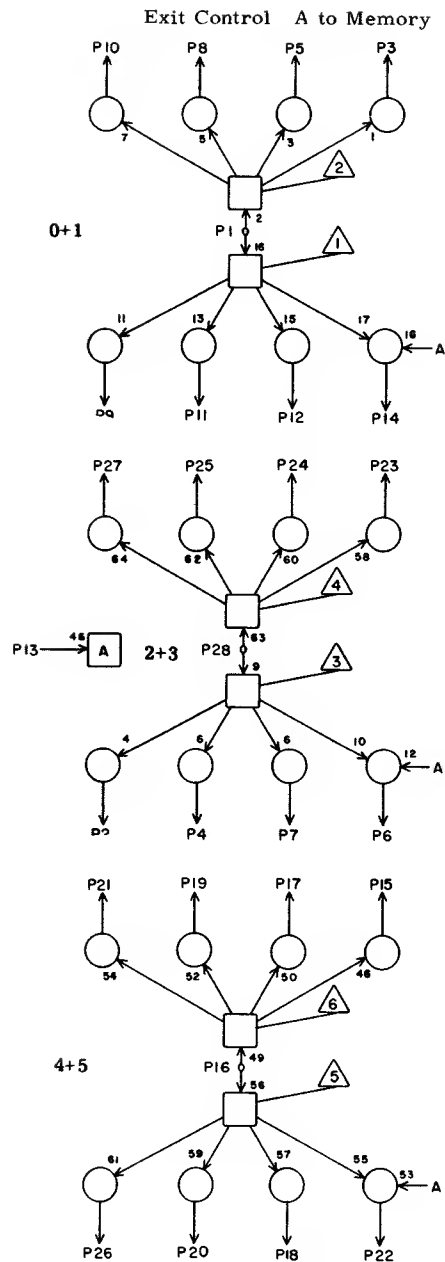 Exit Control A to Memory
P10 P8 P5 P3
7 5 3 1
2
2
0+1 P1
16
1
11 13 15 17 16 A
P11 P12 P14
P27 P25 P24 P23
64 62 60 58
4
63
P13 46 A 2+3 P28
9
3
4 6 6 10 12 A
P4 P7 P6
P21 P19 P17 P15
54 52 50 46
6
49
4+5 P16
56
5
61 59 57 55 53 A
P26 P20 P18 P22